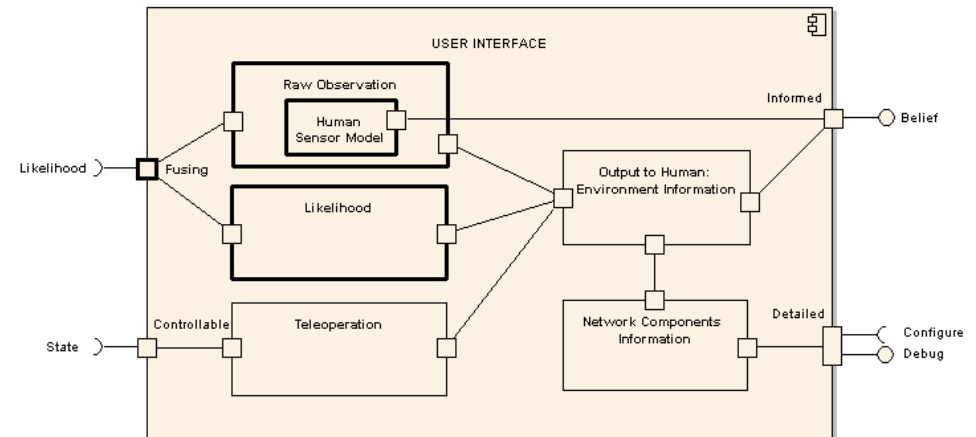 USER INTERFACE
Raw Observation
Human
Sensor Model
Informed
Belief
Likelihood
Fusing
Output to Human:
Environment Information
Likelihood
Controllable
Teleoperation
State
Network Components
Information
Detailed
Configure
Debug